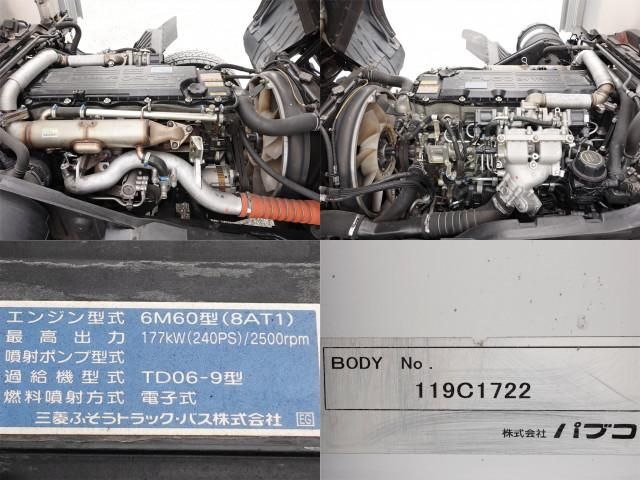 エンジン型式 6M60型(8AT1)
最高出力 177kW(240PS)/2500rpm
噴射ポンプ型式
過給機型式 TD06-9型
燃料噴射方式 電子式
三菱ふそうトラック・バス株式会社 EG
BODY No.
119C1722
株式会社 パブコ